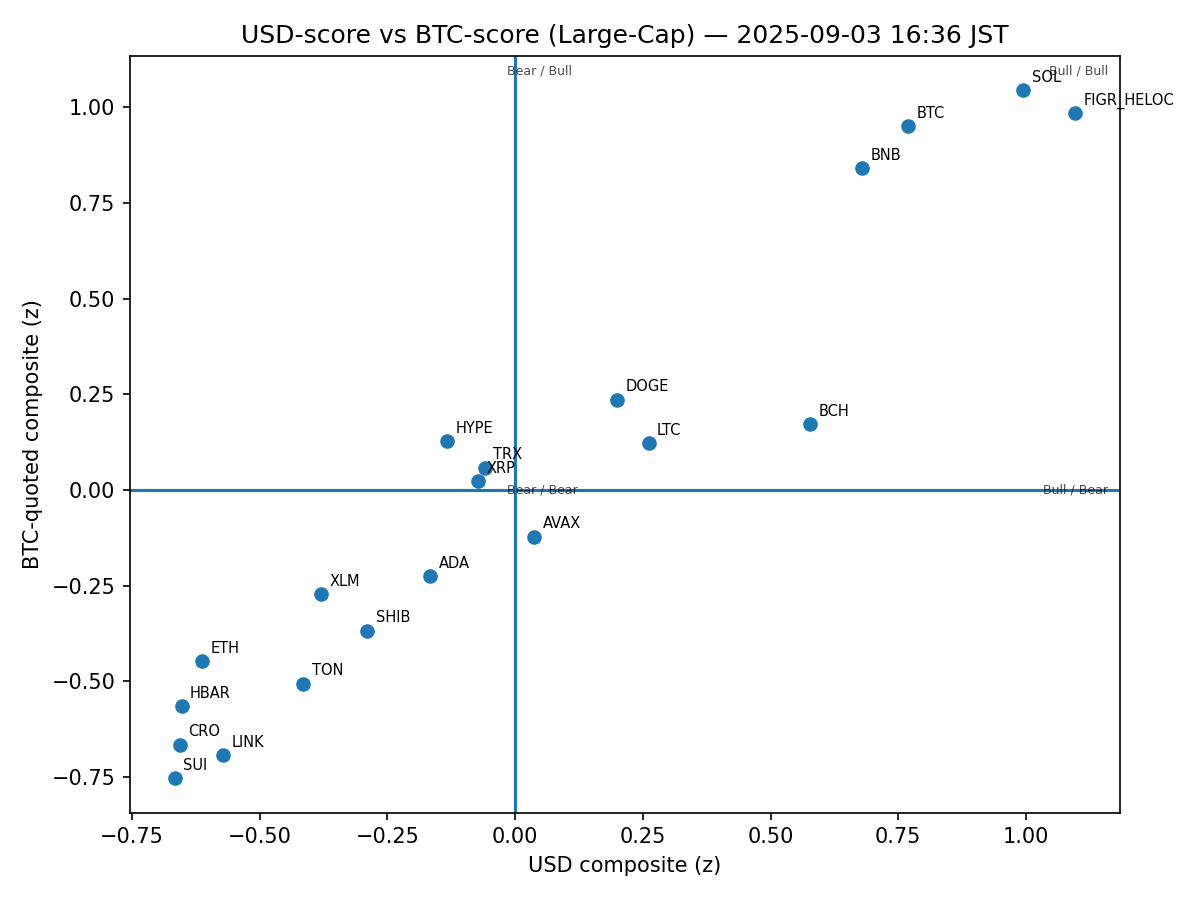 USD-score vs BTC-score (Large-Cap) — 2025-09-03 16:36 JST
Bear / Bull
Bull / Bull
SOL
FIGR_HELOC
BTC
BNB
DOGE
BCH
LTC
HYPE
TRX
XRP
Bear / Bear
Bull / Bear
AVAX
ADA
XLM
SHIB
ETH
TON
HBAR
CRO
LINK
SUI
1.00
0.75
0.50
0.25
0.00
−0.25
−0.50
−0.75
BTC-quoted composite (z)
−0.75 −0.50 −0.25 0.00 0.25 0.50 0.75 1.00
USD composite (z)